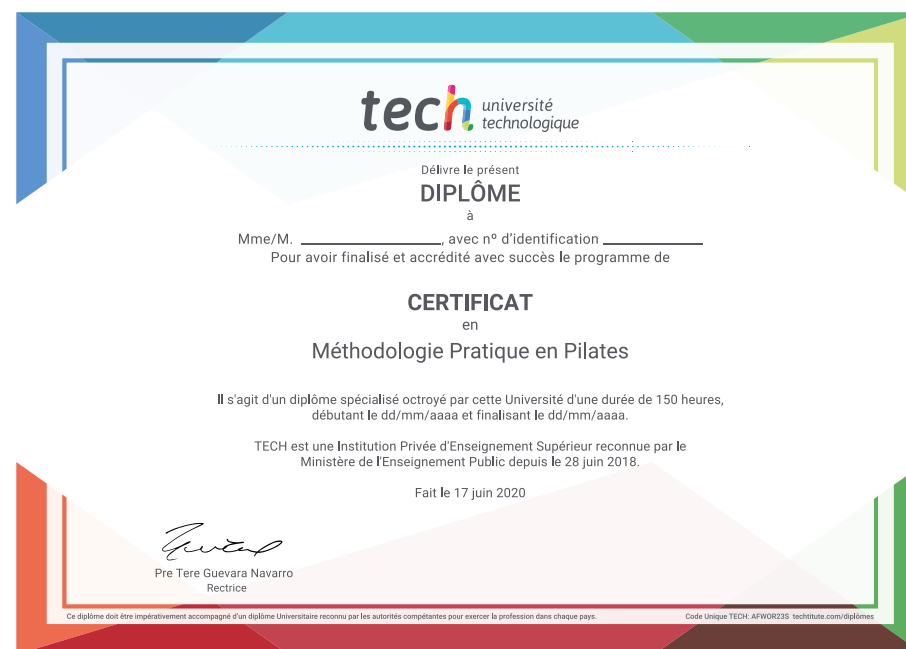 tech université
technologique
Délivre le présent
DIPLÔME
à
Mme/M. ____________________, avec nº d'identification ______________
Pour avoir finalisé et accrédité avec succès le programme de
CERTIFICAT
en
Méthodologie Pratique en Pilates
Il s'agit d'un diplôme spécialisé octroyé par cette Université d'une durée de 150 heures,
débutant le dd/mm/aaaa et finalisant le dd/mm/aaaa.
TECH est une Institution Privée d'Enseignement Supérieur reconnue par le
Ministère de l'Enseignement Public depuis le 28 juin 2018.
Fait le 17 juin 2020
Pre Tere Guevara Navarro
Rectrice
Ce diplôme doit être impérativement accompagné d'un diplôme Universitaire reconnu par les autorités compétantes pour exercer la profession dans chaque pays.
Code Unique TECH: AFWOR23S techtitute.com/diplômes